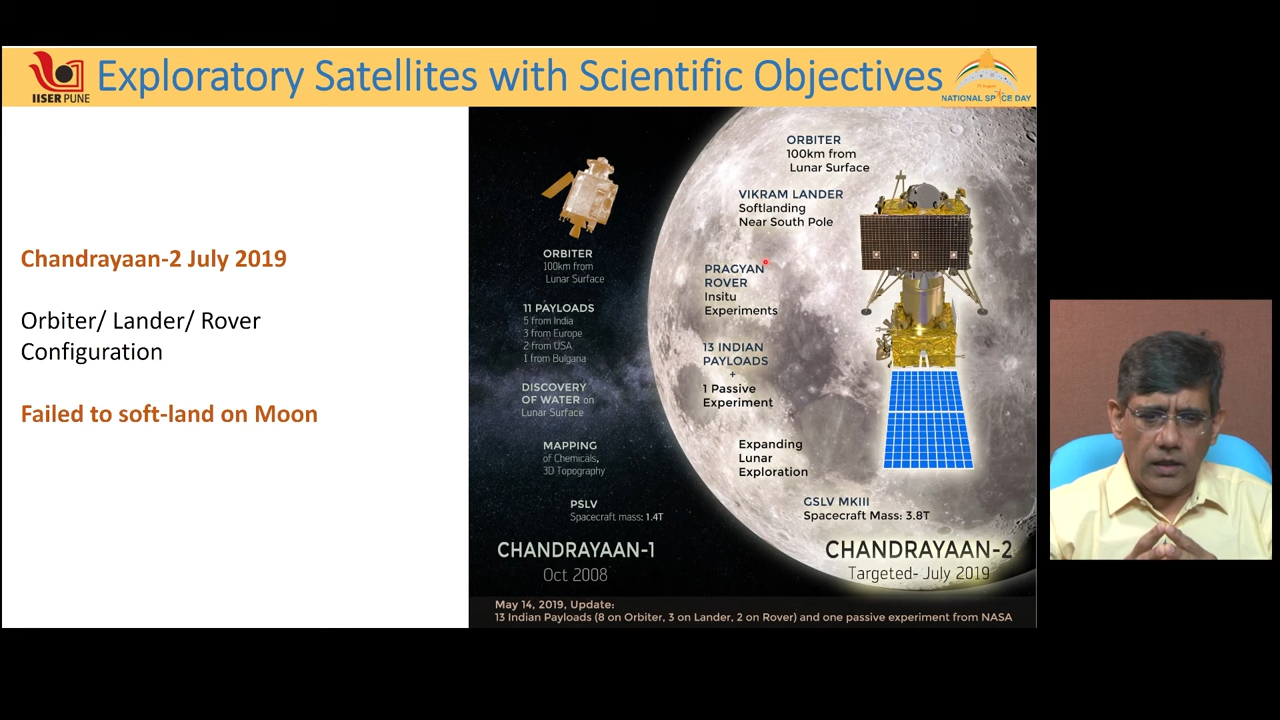 Exploratory Satellites with Scientific Objectives
IISER PUNE
NATIONAL SPACE DAY
Chandrayaan-2 July 2019
Orbiter/ Lander/ Rover
Configuration
Failed to soft-land on Moon
ORBITER
100km from
Lunar Surface
11 PAYLOADS
5 from India
3 from Europe
2 from USA
1 from Bulgaria
DISCOVERY
OF WATER on
Lunar Surface
MAPPING
of Chemicals,
3D Topography
PSLV
Spacecraft mass: 1.4T
CHANDRAYAAN-1
Oct 2008
ORBITER
100km from
Lunar Surface
VIKRAM LANDER
Softlanding
Near South Pole
PRAGYAN
ROVER
Insitu
Experiments
13 INDIAN
PAYLOADS
+
1 Passive
Experiment
Expanding
Lunar
Exploration
GSLV MKIII
Spacecraft Mass: 3.8T
CHANDRAYAAN-2
Targeted- July 2019
May 14, 2019, Update:
13 Indian Payloads (8 on Orbiter, 3 on Lander, 2 on Rover) and one passive experiment from NASA